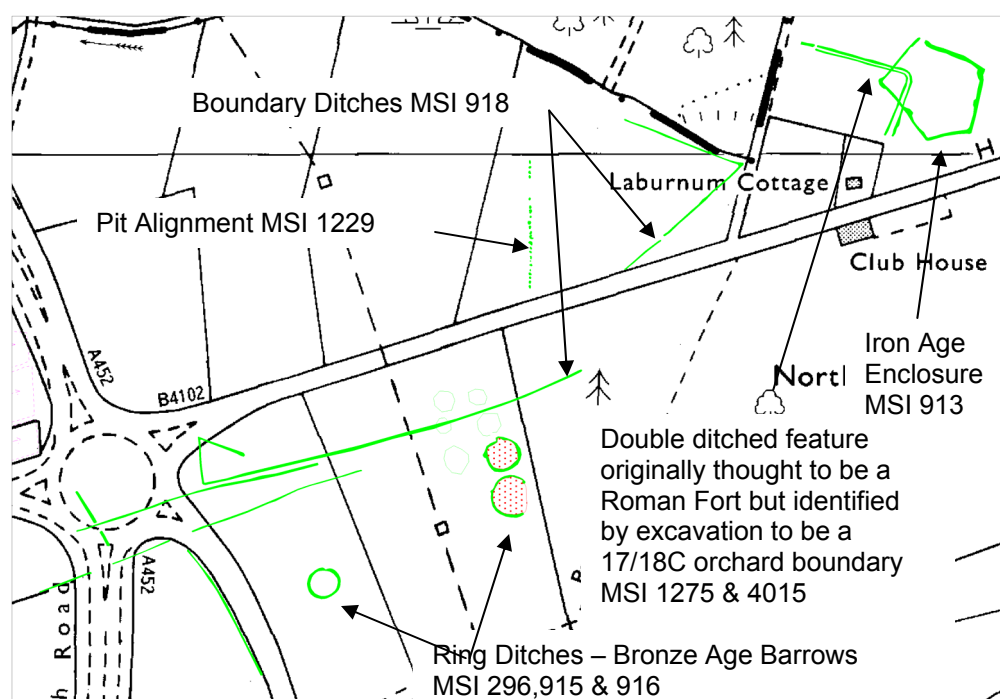 Boundary Ditches MSI 918
Laburnum Cottage
H
Pit Alignment MSI 1229
Club House
Iron Age
Enclosure
MSI 913
A452
B4102
Nortl
Double ditched feature
originally thought to be a
Roman Fort but identified
by excavation to be a
17/18C orchard boundary
MSI 1275 & 4015
A452
h Road
Ring Ditches – Bronze Age Barrows
MSI 296,915 & 916